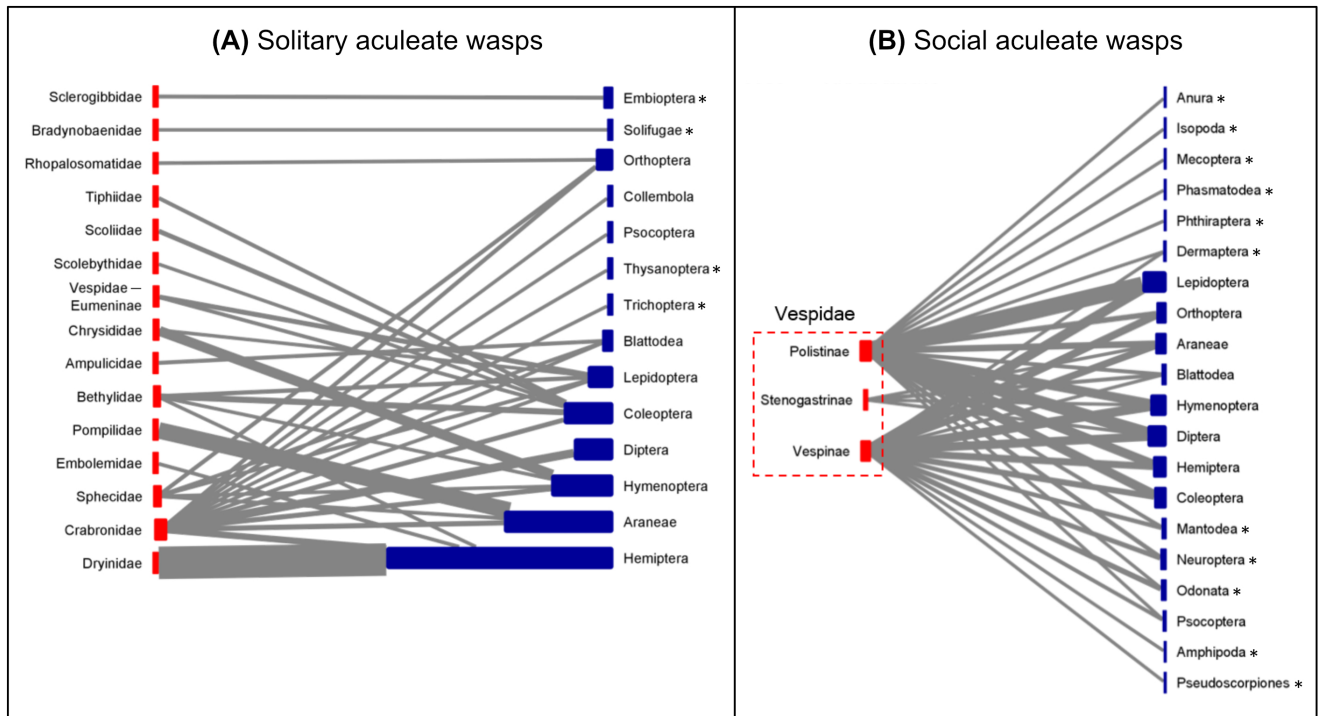 (A) Solitary aculeate wasps
Sclerogibbidae
Bradynobaenidae
Rhopalosomatidae
Tiphiidae
Scoliidae
Scolebythidae
Vespidae –
Eumeninae
Chrysididae
Ampulicidae
Bethylidae
Pompilidae
Embolemidae
Sphecidae
Crabronidae
Dryinidae
Embioptera *
Solifugae *
Orthoptera
Collembola
Psocoptera
Thysanoptera *
Trichoptera *
Blattodea
Lepidoptera
Coleoptera
Diptera
Hymenoptera
Araneae
Hemiptera
(B) Social aculeate wasps
Vespidae
Polistinae
Stenogastrinae
Vespinae
Anura *
Isopoda *
Mecoptera *
Phasmatodea *
Phthiraptera *
Dermaptera *
Lepidoptera
Orthoptera
Araneae
Blattodea
Hymenoptera
Diptera
Hemiptera
Coleoptera
Mantodea *
Neuroptera *
Odonata *
Psocoptera
Amphipoda *
Pseudoscorpiones *